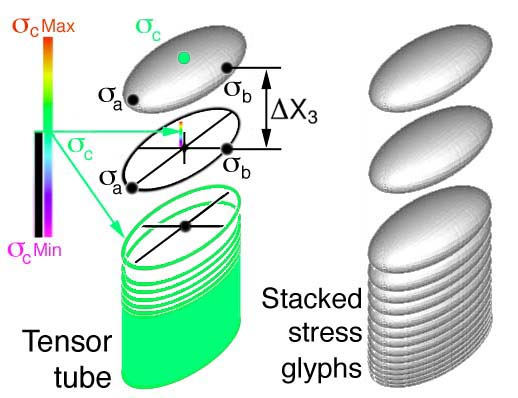 σc Max
σc
σa
σb
ΔX3
σc
σa
σb
σc Min
Tensor
tube
Stacked
stress
glyphs